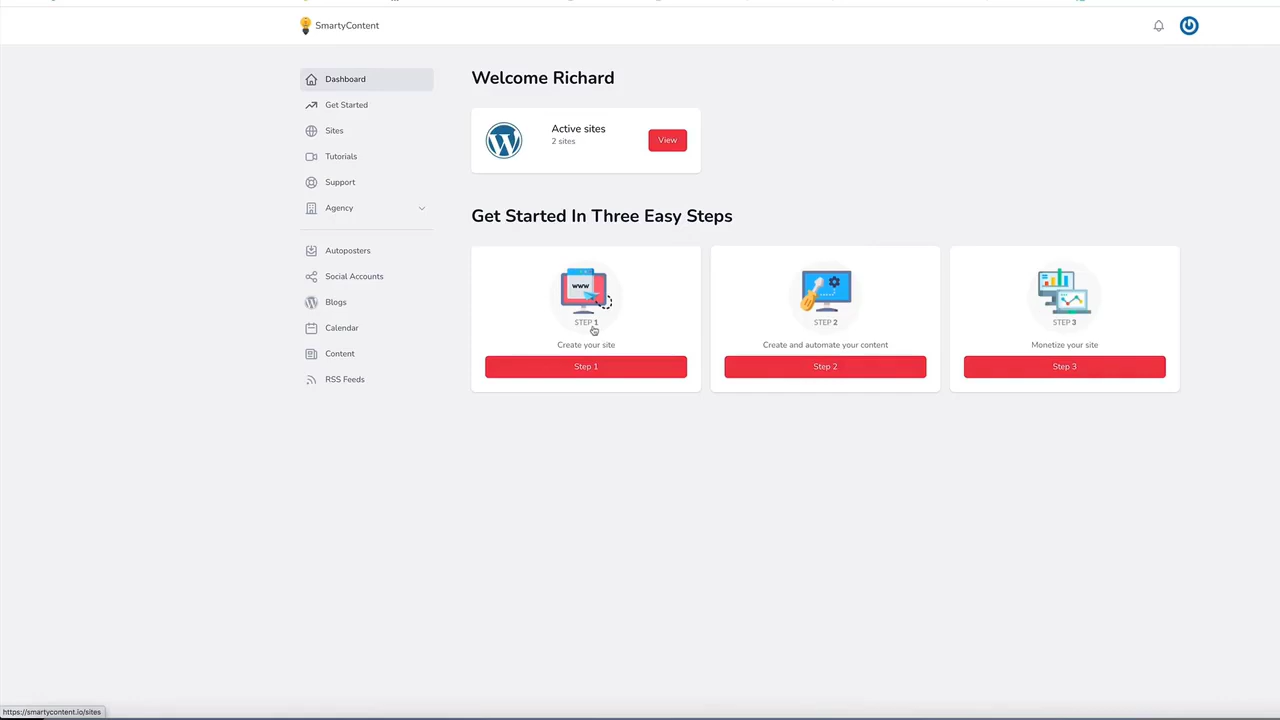 SmartyContent
Dashboard
Get Started
Sites
Tutorials
Support
Agency
Autoposters
Social Accounts
Blogs
Calendar
Content
RSS Feeds
Welcome Richard
Active sites
2 sites
View
Get Started In Three Easy Steps
www
STEP 1
Create your site
Step 1
STEP 2
Create and automate your content
Step 2
STEP 3
Monetize your site
Step 3
https://smartycontent.io/sites